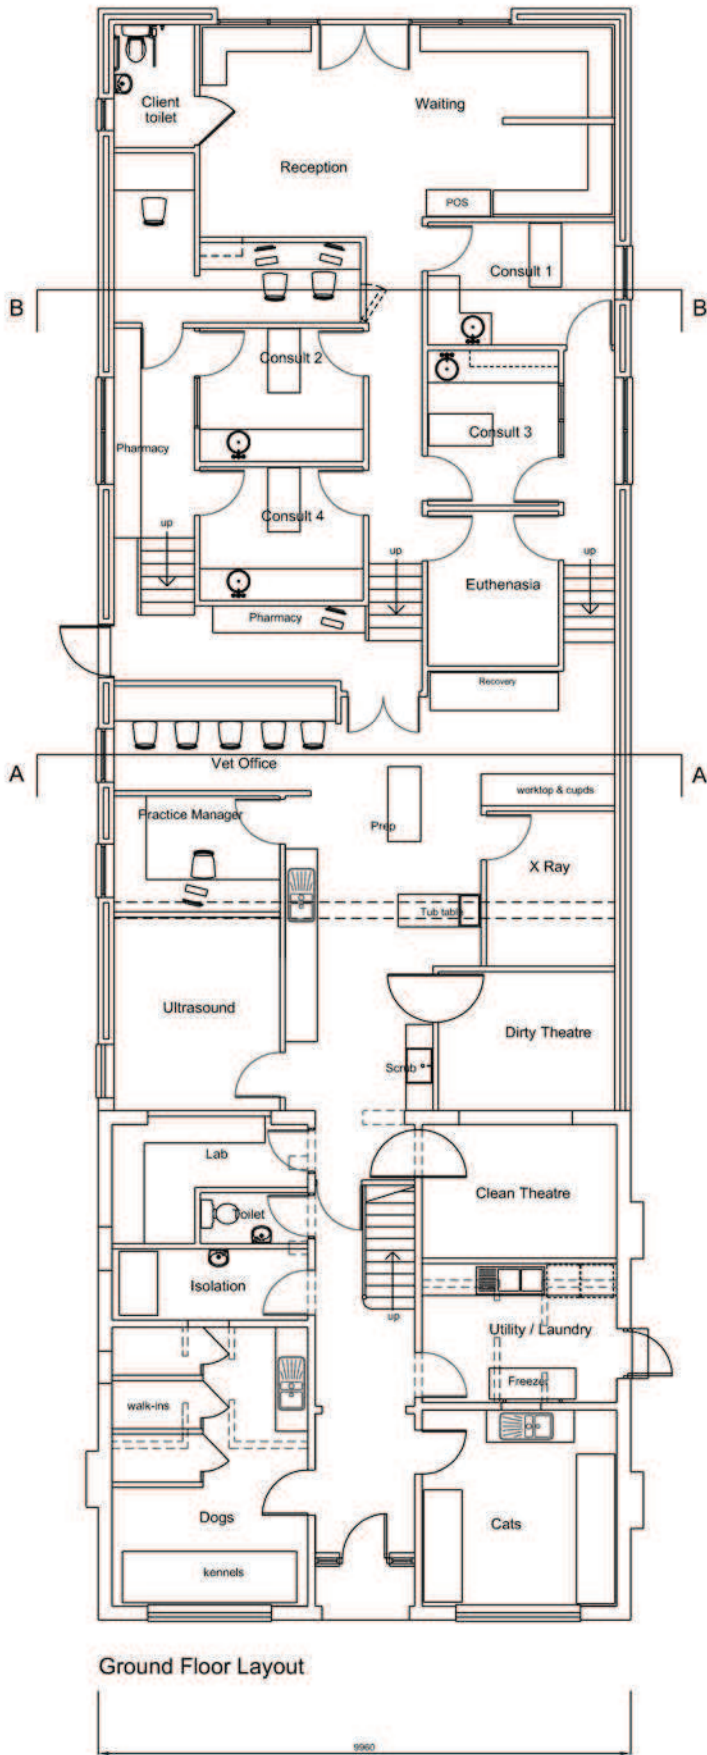 Client
toilet
Waiting
Reception
POS
Consult 1
B
B
Consult 2
Pharmacy
Consult 3
Consult 4
up
up
up
Euthenasia
Pharmacy
Recovery
A
Vet Office
A
worktop & cupds
Practice Manager
Prep
X Ray
Tub table
Ultrasound
Dirty Theatre
Scrub
Lab
Clean Theatre
Toilet
Isolation
up
Utility / Laundry
Freezer
walk-ins
Dogs
Cats
kennels
Ground Floor Layout
9960